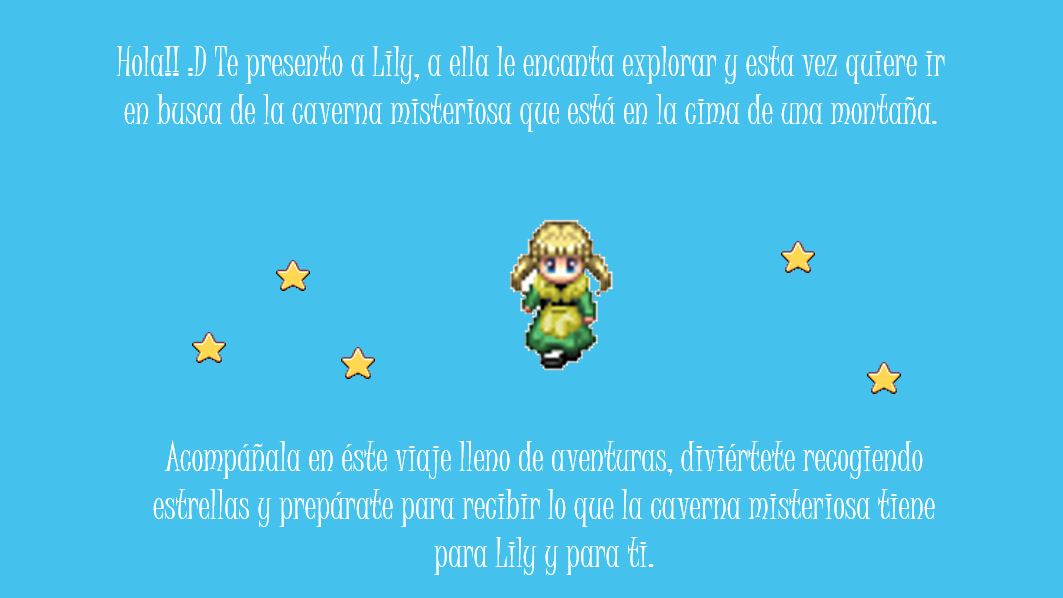 Hola!! :D Te presento a Lily, a ella le encanta explorar y esta vez quiere ir
en busca de la caverna misteriosa que está en la cima de una montaña.
Acompáñala en éste viaje lleno de aventuras, diviértete recogiendo
estrellas y prepárate para recibir lo que la caverna misteriosa tiene
para Lily y para ti.